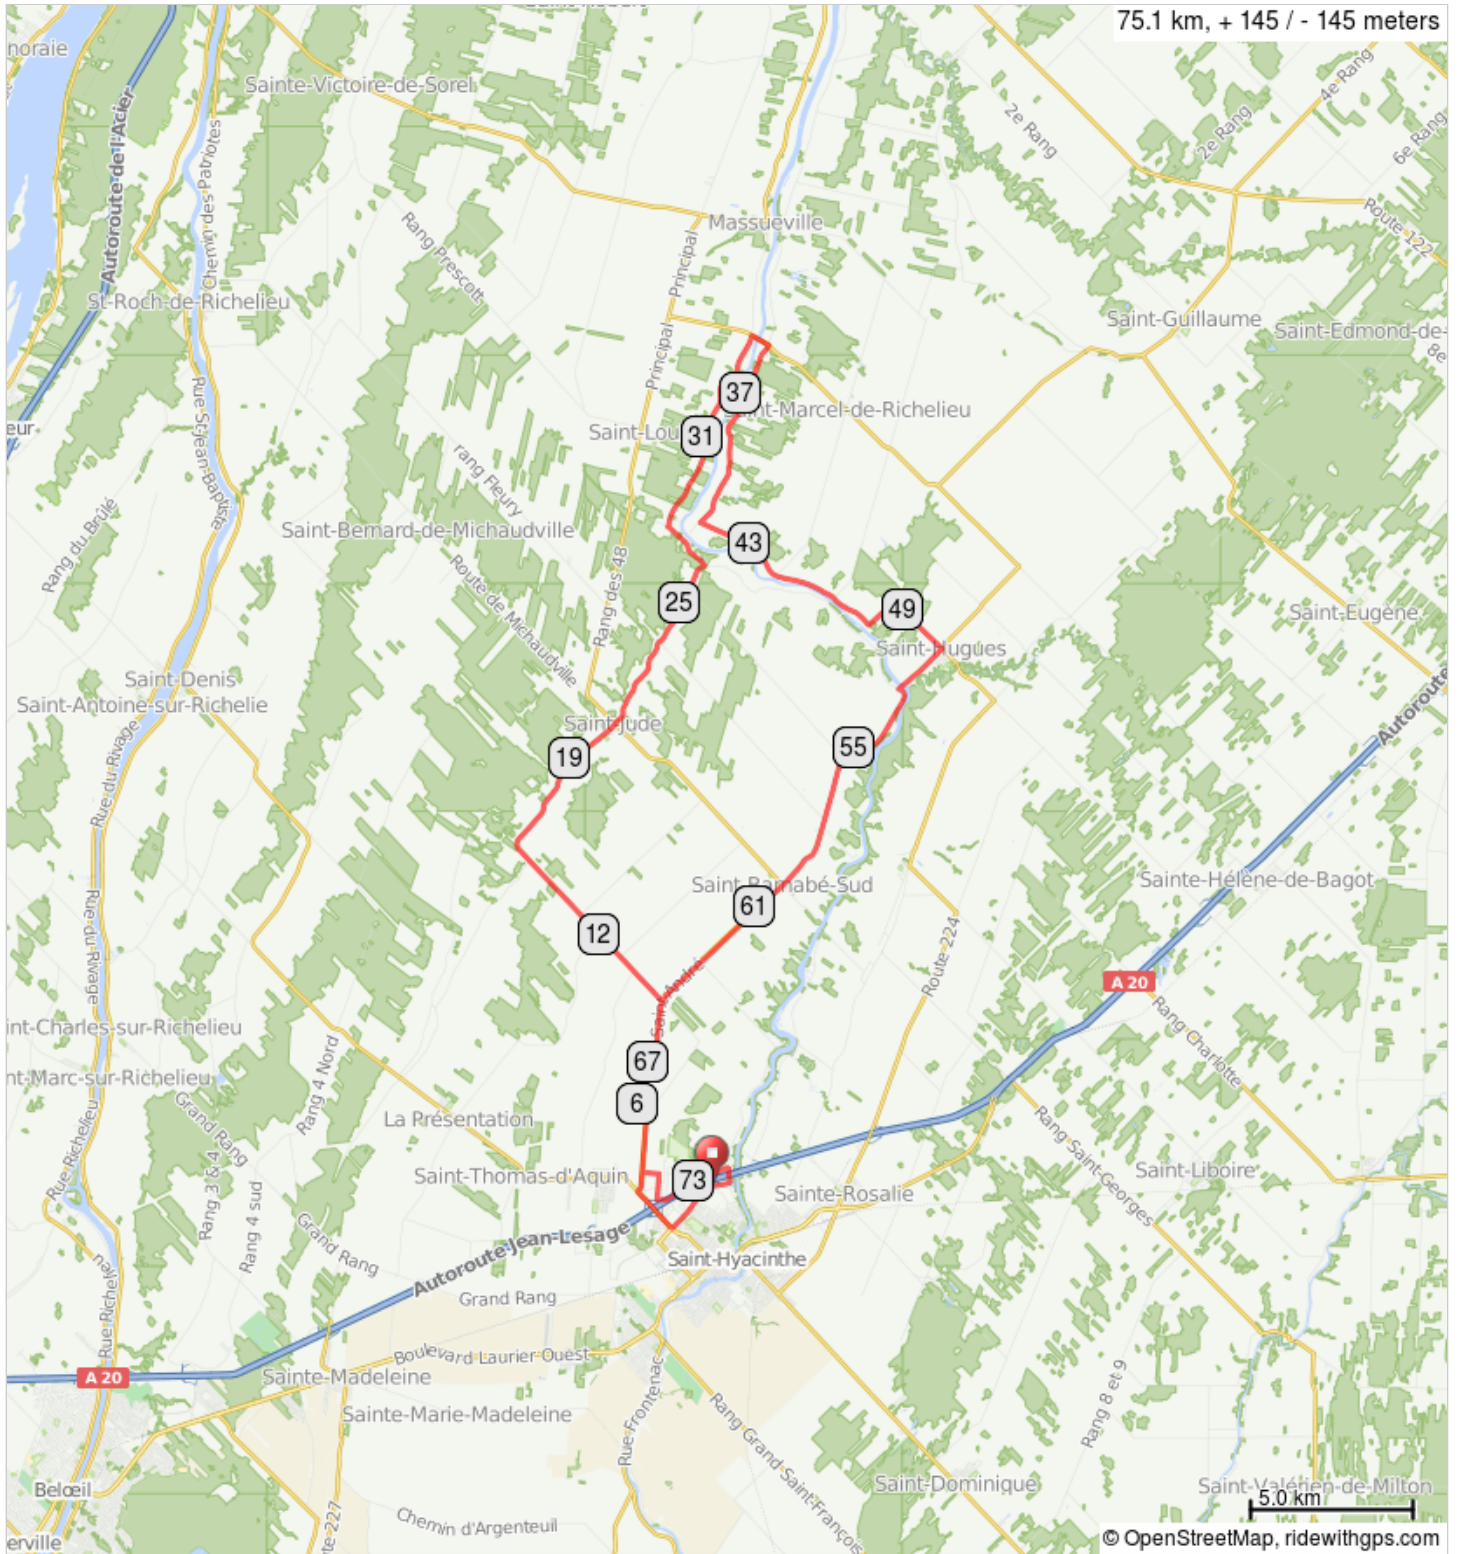 75.1 km, + 145 / - 145 meters
noraie
Sainte-Victoire-de-Sorel
Autoroute de l'Acier
Chemin des Patriotes
2e Rang
2e Rang
4e Rang
6e Rang
Route 122
Rang Prescott
Principal
Massueville
St-Roch-de-Richelieu
Saint-Guillaume
Saint-Edmond-de-
8e
Principal
37
int-Marcel-de-Richelieu
Rue St-Jean-Baptiste
eur
Saint-Lou
31
rang Fleury
Rang du Brûlé
Saint-Bernard-de-Michaudville
43
Rang des 48
Route de Michaudville
25
49
Saint-Eugène
Saint-Hugues
Saint-Denis
Saint-Antoine-sur-Richelie
Autoroute
Saint-Jude
19
55
Rue du Rivage
Saint-Barnabé-Sud
Sainte-Hélène-de-Bagot
61
12
Rue du Rivage
Route 224
Saint-André
A 20
int-Charles-sur-Richelieu
Rang Charlotte
67
Rang 4 Nord
nt-Marc-sur-Richelieu
6
Grand Rang
La Présentation
Rang Saint-Georges
Rue Richelieu
Rang 3 & 4
Rang 4 sud
Saint-Thomas-d'Aquin
73
Saint-Liboire
Sainte-Rosalie
Grand Rang
Autoroute Jean-Lesage
Saint-Hyacinthe
Rue Richelieu
Grand Rang
Boulevard Laurier Ouest
A 20
Sainte-Madeleine
Sainte-Marie-Madeleine
Rue Frontenac
Rang Grand Saint-François
Rang 8 et 9
Belœil
Saint-Dominique
Saint-Valérien-de-Milton
5.0 km
erville
te 227
Chemin d'Argenteuil
© OpenStreetMap, ridewithgps.com